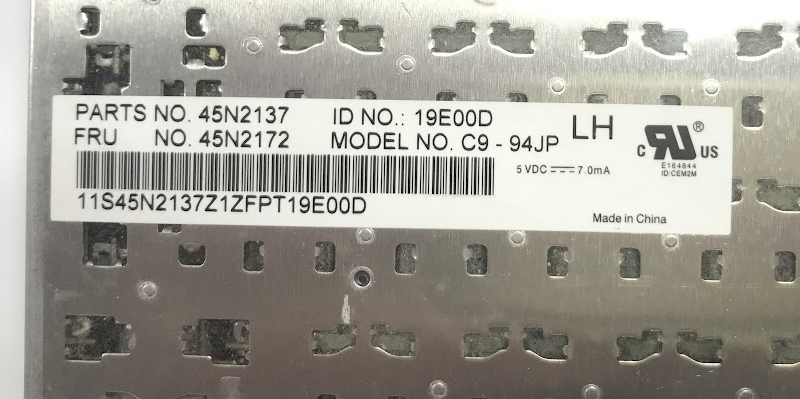 PARTS NO. 45N2137 ID NO.: 19E00D
FRU NO. 45N2172 MODEL NO. C9 - 94JP
LH
c RU ® US
E164844
ID:CEM2M
5 VDC ⎓ 7.0mA
11S45N2137Z1ZFPT19E00D
Made in China